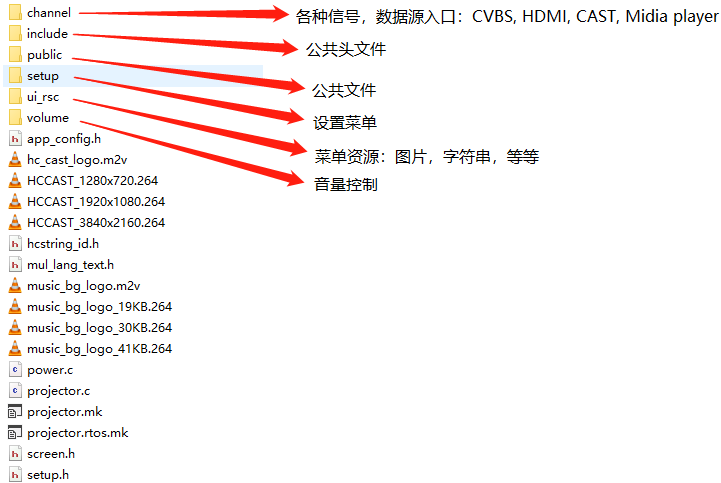 channel
各种信号，数据源入口：CVBS, HDMI, CAST, Midia player
include
公共头文件
public
公共文件
setup
设置菜单
ui_rsc
菜单资源：图片，字符串，等等
volume
音量控制
app_config.h
hc_cast_logo.m2v
HCCAST_1280x720.264
HCCAST_1920x1080.264
HCCAST_3840x2160.264
hcstring_id.h
mul_lang_text.h
music_bg_logo.m2v
music_bg_logo_19KB.264
music_bg_logo_30KB.264
music_bg_logo_41KB.264
power.c
projector.c
projector.mk
projector.rtos.mk
screen.h
setup.h